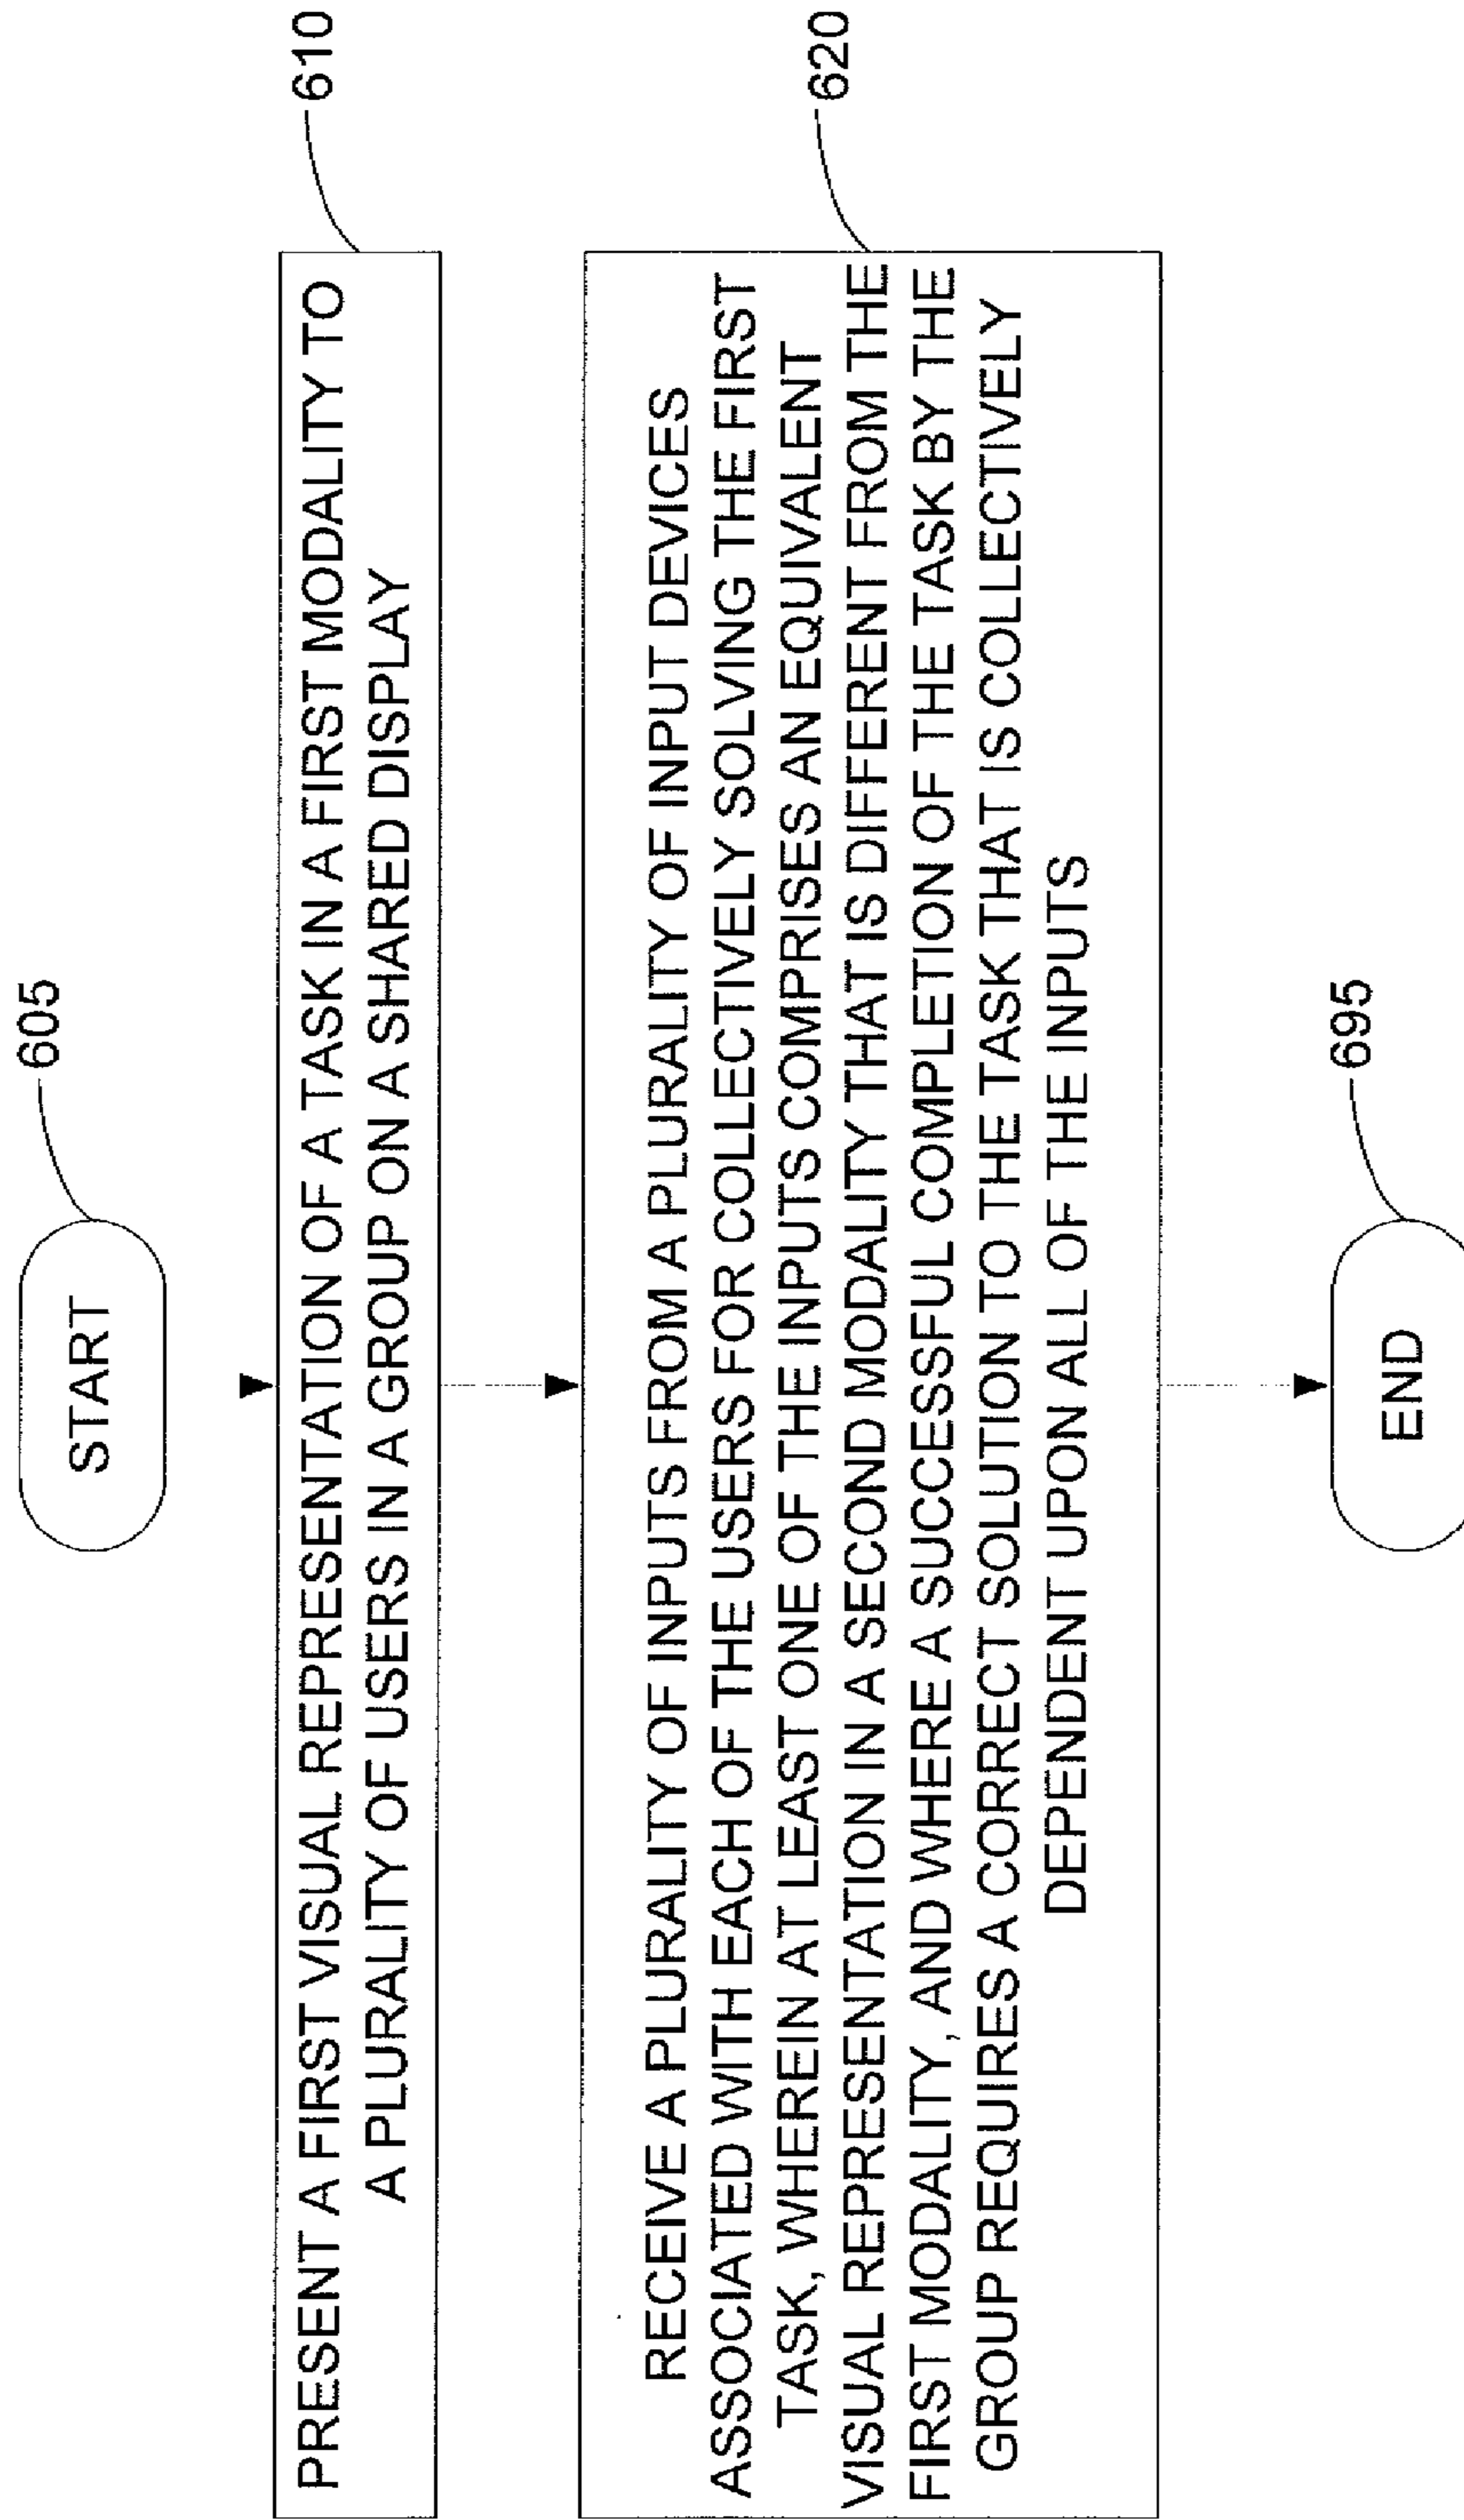 START
605
PRESENT A FIRST VISUAL REPRESENTATION OF A TASK IN A FIRST MODALITY TO
A PLURALITY OF USERS IN A GROUP ON A SHARED DISPLAY
610
RECEIVE A PLURALITY OF INPUTS FROM A PLURALITY OF INPUT DEVICES
ASSOCIATED WITH EACH OF THE USERS FOR COLLECTIVELY SOLVING THE FIRST
TASK, WHEREIN AT LEAST ONE OF THE INPUTS COMPRISES AN EQUIVALENT
VISUAL REPRESENTATION IN A SECOND MODALITY THAT IS DIFFERENT FROM THE
FIRST MODALITY, AND WHERE A SUCCESSFUL COMPLETION OF THE TASK BY THE
GROUP REQUIRES A CORRECT SOLUTION TO THE TASK THAT IS COLLECTIVELY
DEPENDENT UPON ALL OF THE INPUTS
620
END
695